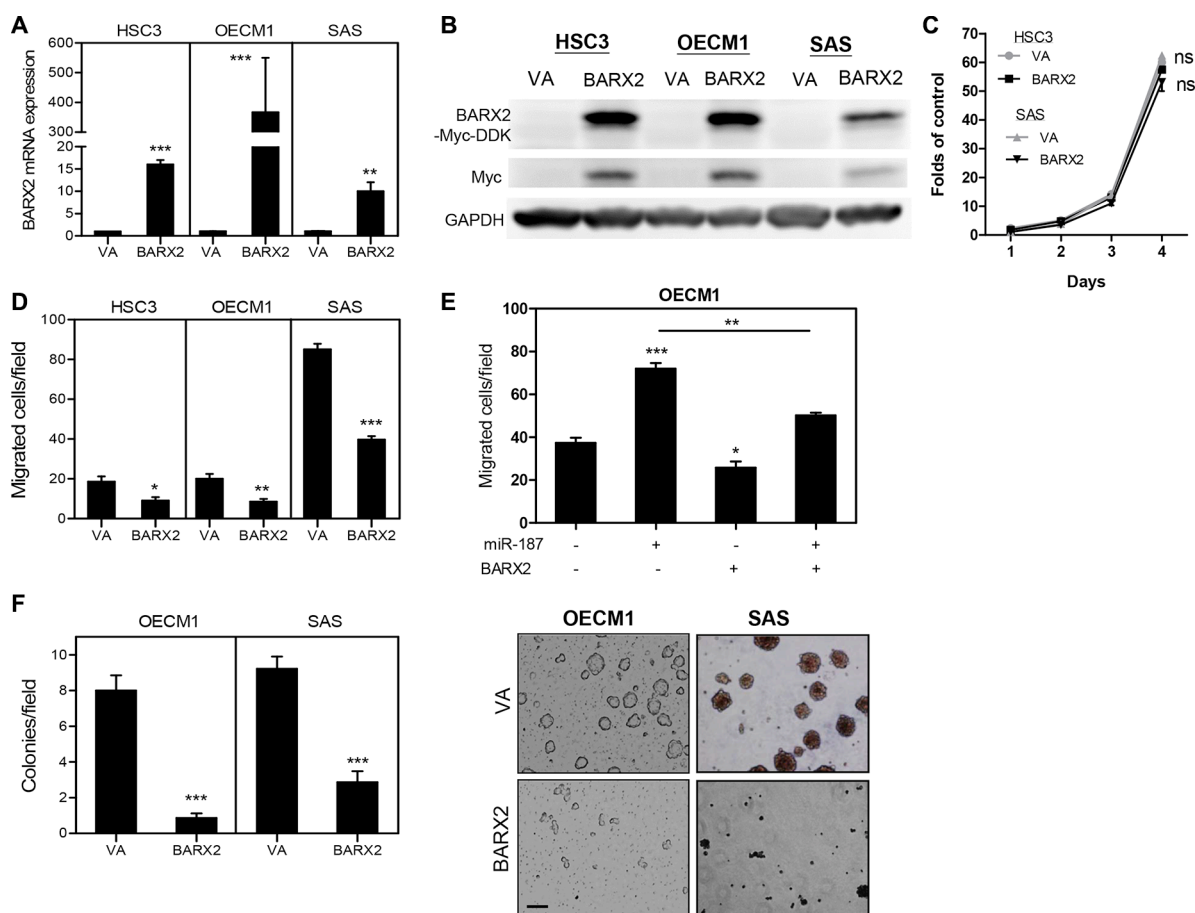 A
HSC3 OECM1 SAS
BARX2 mRNA expression
600
500
400
300
20
15
10
5
0
*** *** **
VA BARX2 VA BARX2 VA BARX2
B
HSC3 OECM1 SAS
VA BARX2 VA BARX2 VA BARX2
BARX2
-Myc-DDK
Myc
GAPDH
C
HSC3
VA
BARX2
SAS
VA
BARX2
ns
ns
Folds of control
70
60
50
40
30
20
10
0
1 2 3 4
Days
D
HSC3 OECM1 SAS
Migrated cells/field
100
80
60
40
20
0
* ** ***
VA BARX2 VA BARX2 VA BARX2
E
OECM1
Migrated cells/field
100
80
60
40
20
0
*** * **
miR-187 - + - +
BARX2 - - + +
F
OECM1 SAS
Colonies/field
10
8
6
4
2
0
*** ***
VA BARX2 VA BARX2
OECM1 SAS
VA
BARX2